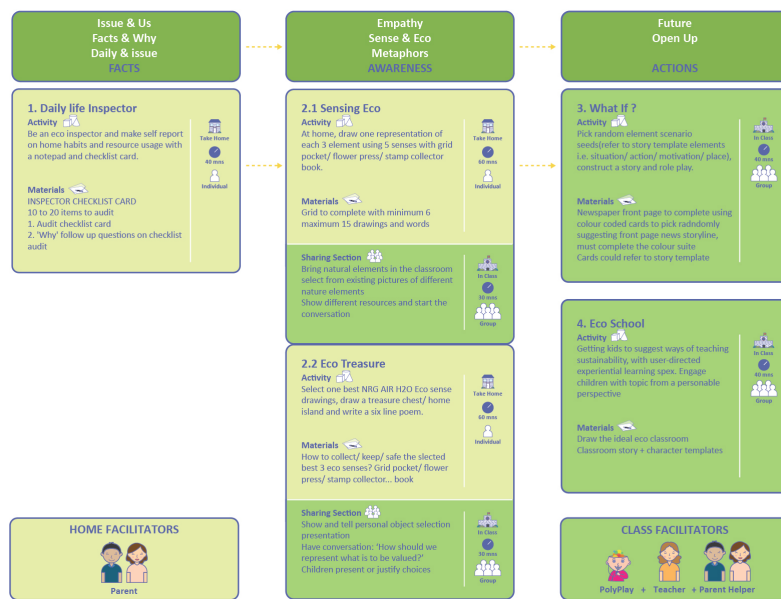 Issue & Us
Facts & Why
Daily & issue
FACTS
Empathy
Sense & Eco
Metaphors
AWARENESS
Future
Open Up
ACTIONS
1. Daily life Inspector
Activity
Be an eco inspector and make self report
on home habits and resource usage with
a notepad and checklist card.
Take Home
40 mns
Individual
Materials
INSPECTOR CHECKLIST CARD
10 to 20 items to audit
1. Audit checklist card
2. 'Why' follow up questions on checklist
audit
2.1 Sensing Eco
Activity
At home, draw one representation of
each 3 element using 5 senses with grid
pocket/ flower press/ stamp collector
book.
Take Home
60 mns
Individual
Materials
Grid to complete with minimum 6
maximum 15 drawings and words
Sharing Section
Bring natural elements in the classroom
select from existing pictures of different
nature elements
Show different resources and start the
conversation
In Class
30 mns
Group
2.2 Eco Treasure
Activity
Select one best NRG AIR H2O Eco sense
drawings, draw a treasure chest/ home
island and write a six line poem.
Take Home
60 mns
Individual
Materials
How to collect/ keep/ safe the slected
best 3 eco senses? Grid pocket/ flower
press/ stamp collector... book
Sharing Section
Show and tell personal object selection
presentation
Have conversation: 'How should we
represent what is to be valued?'
Children present or justify choices
In Class
30 mns
Group
3. What If ?
Activity
Pick random element scenario
seeds(refer to story template elements
i.e. situation/ action/ motivation/ place),
construct a story and role play.
In Class
40 mns
Group
Materials
Newspaper front page to complete using
colour coded cards to pick radndomly
suggesting front page news storyline,
must complete the colour suite
Cards could refer to story template
4. Eco School
Activity
Getting kids to suggest ways of teaching
sustainability, with user-directed
experiential learning spex. Engage
children with topic from a personable
perspective
In Class
40 mns
Group
Materials
Draw the ideal eco classroom
Classroom story + character templates
HOME FACILITATORS
Parent
CLASS FACILITATORS
PolyPlay + Teacher + Parent Helper